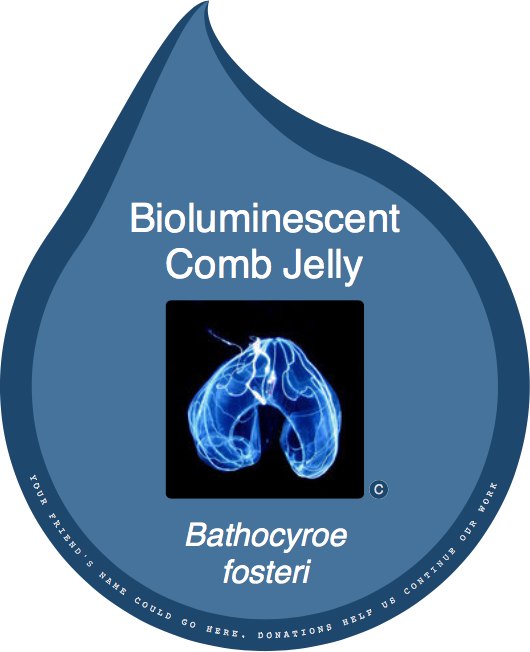 Bioluminescent
Comb Jelly
C
Bathocyroe
fosteri
YOUR FRIEND'S NAME COULD GO HERE. DONATIONS HELP US CONTINUE OUR WORK